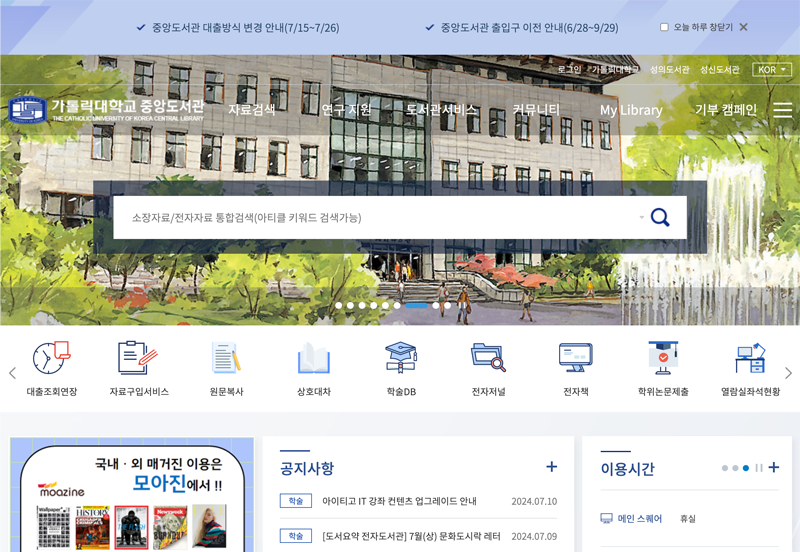 중앙도서관 대출방식 변경 안내(7/15~7/26)
중앙도서관 출입구 이전 안내(6/28~9/29)
오늘 하루 창닫기
로그인 가톨릭대학교 성의도서관 성신도서관 KOR
가톨릭대학교 중앙도서관
THE CATHOLIC UNIVERSITY OF KOREA CENTRAL LIBRARY
자료검색 연구 지원 도서관서비스 커뮤니티 My Library 기부 캠페인
소장자료/전자자료 통합검색(아티클 키워드 검색가능)
대출조회연장 자료구입서비스 원문복사 상호대차 학술DB 전자저널 전자책 학위논문제출 열람실좌석현황
국내 · 외 매거진 이용은
moazine
모아진에서 !!
Wallpaper*
HISTORY
Newsweek
공지사항
학술 아이티고 IT 강좌 컨텐츠 업그레이드 안내 2024.07.10
학술 [도서요약 전자도서관] 7월(상) 문화도시락 레터 2024.07.09
이용시간
메인 스퀘어 휴실